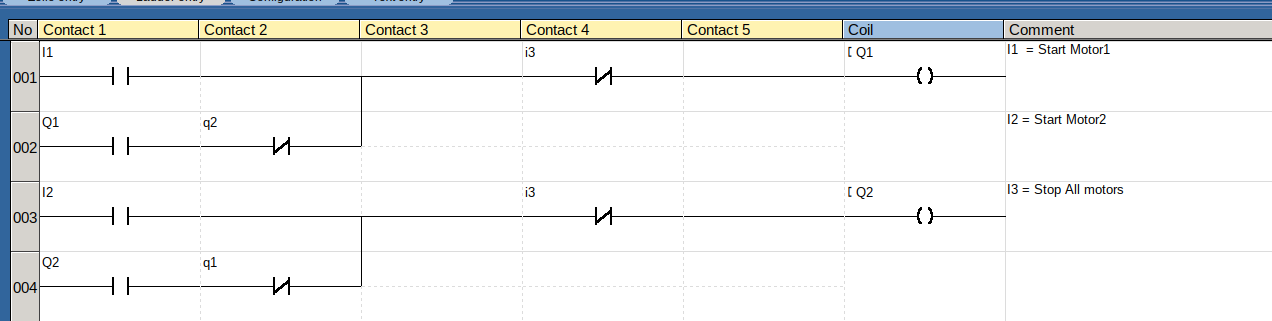 No Contact 1 Contact 2 Contact 3 Contact 4 Contact 5 Coil Comment
I1 i3 [ Q1 I1 = Start Motor1
001
Q1 q2 I2 = Start Motor2
002
I2 i3 [ Q2 I3 = Stop All motors
003
Q2 q1
004